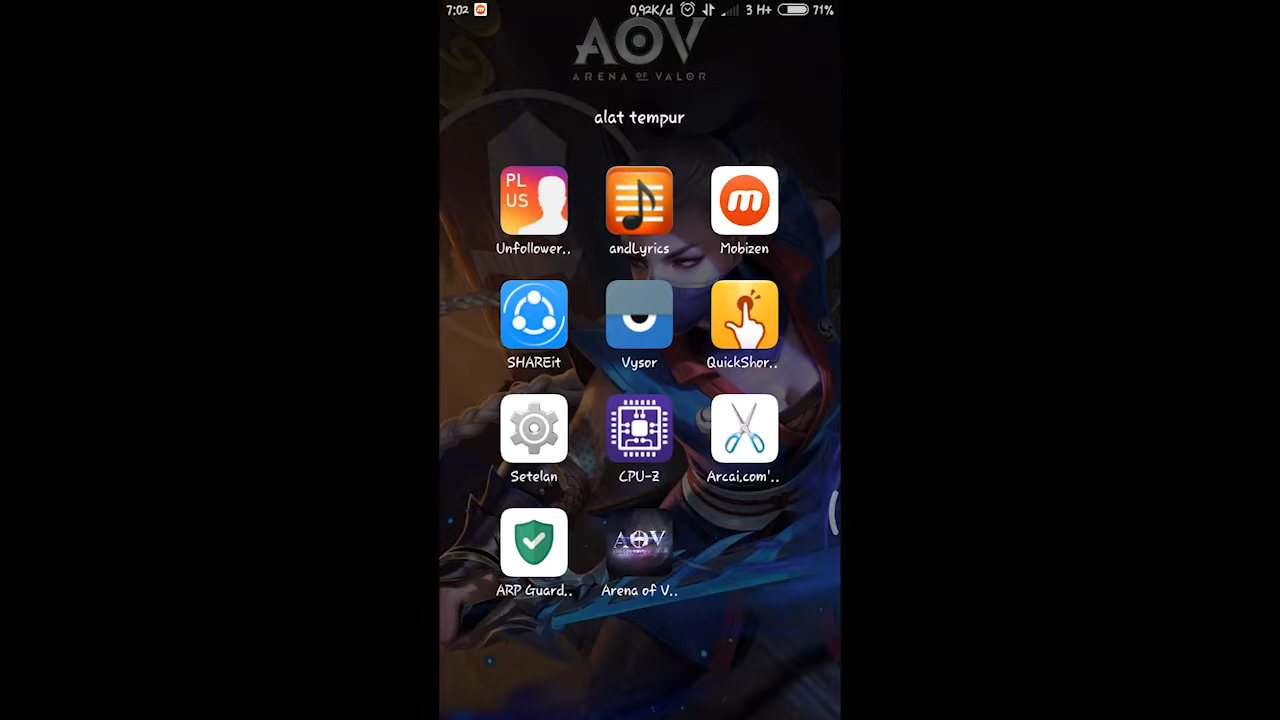 7:02 0,92K/d 3 H+ 71%
AOV
ARENA OF VALOR
alat tempur
PL
US
Unfollower.. andLyrics Mobizen
SHAREit Vysor QuickShor..
Setelan CPU-Z Arcai.com'..
AOV
ARP Guard.. Arena of V..